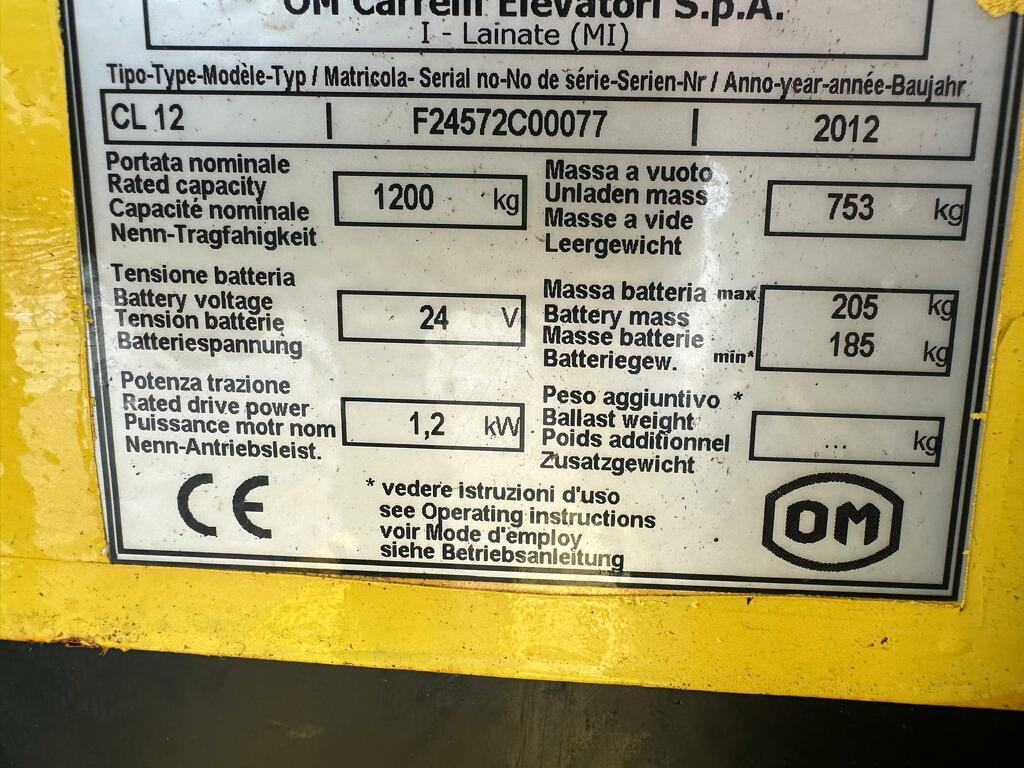 OM Carrelli Elevatori S.p.A.
I - Lainate (MI)
Tipo-Type-Modèle-Typ / Matricola- Serial no-No de série-Serien-Nr / Anno-year-année-Baujahr
CL 12 | F24572C00077 | 2012
Portata nominale
Rated capacity
Capacité nominale
Nenn-Tragfahigkeit
1200 kg
Massa a vuoto
Unladen mass
Masse a vide
Leergewicht
753 kg
Tensione batteria
Battery voltage
Tension batterie
Batteriespannung
24 V
Massa batteria max
Battery mass
Masse batterie
Batteriegew. min*
205 kg
185 kg
Potenza trazione
Rated drive power
Puissance motr nom
Nenn-Antriebsleist.
1,2 kW
Peso aggiuntivo *
Ballast weight
Poids additionnel
Zusatzgewicht
... kg
CE
* vedere istruzioni d'uso
see Operating instructions
voir Mode d'employ
siehe Betriebsanleitung
OM